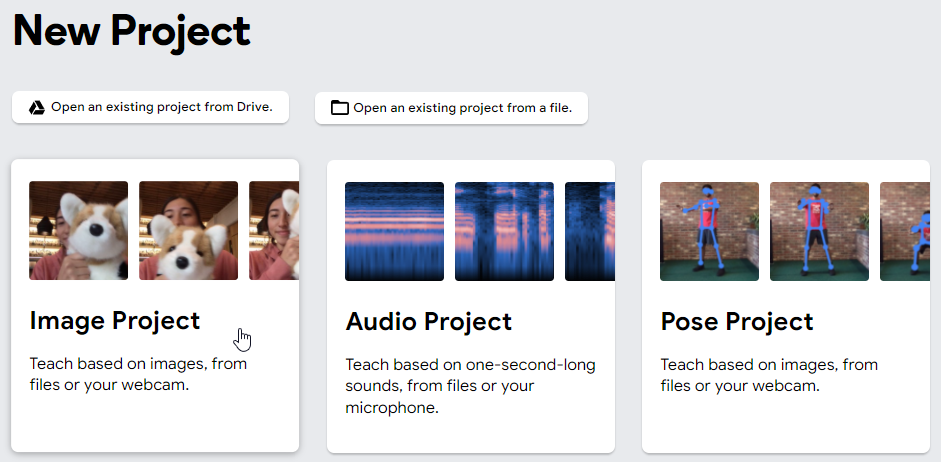 New Project
Open an existing project from Drive.
Open an existing project from a file.
Image Project
Teach based on images, from
files or your webcam.
Audio Project
Teach based on one-second-long
sounds, from files or your
microphone.
Pose Project
Teach based on images, from
files or your webcam.